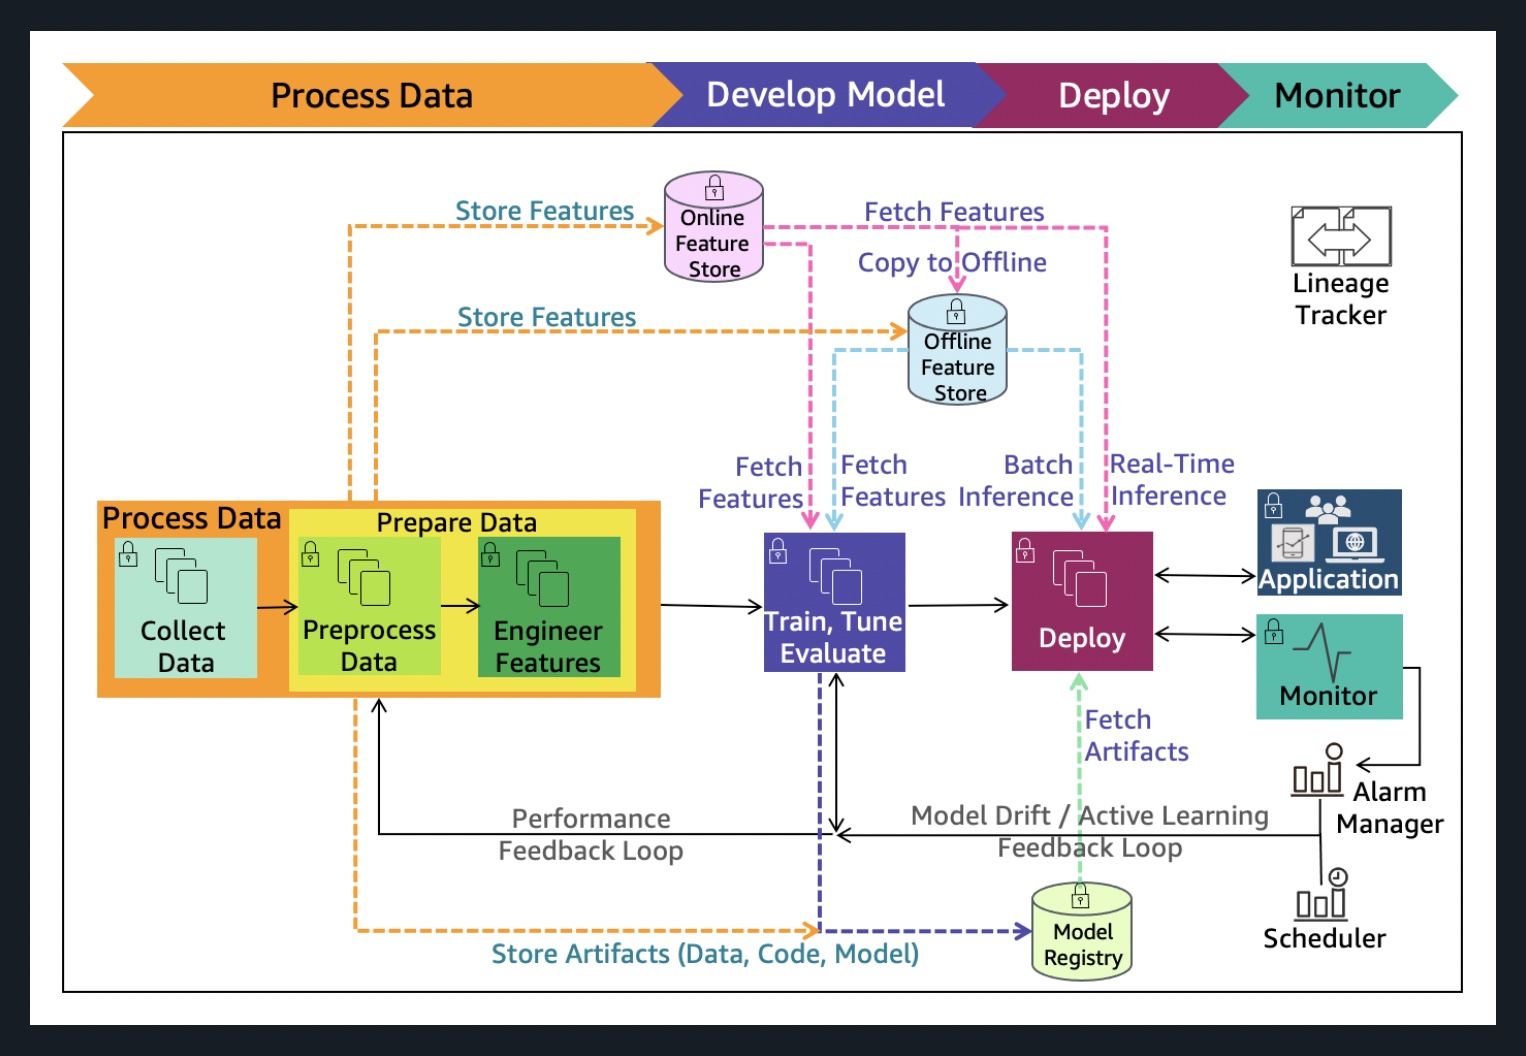 Process Data
Develop Model
Deploy
Monitor
Store Features
Online
Feature
Store
Fetch Features
Copy to Offline
Lineage
Tracker
Store Features
Offline
Feature
Store
Fetch
Features
Fetch
Features
Batch
Inference
Real-Time
Inference
Process Data
Prepare Data
Collect
Data
Preprocess
Data
Engineer
Features
Train, Tune
Evaluate
Deploy
Application
Monitor
Fetch
Artifacts
Alarm
Manager
Performance
Feedback Loop
Model Drift / Active Learning
Feedback Loop
Model
Registry
Scheduler
Store Artifacts (Data, Code, Model)